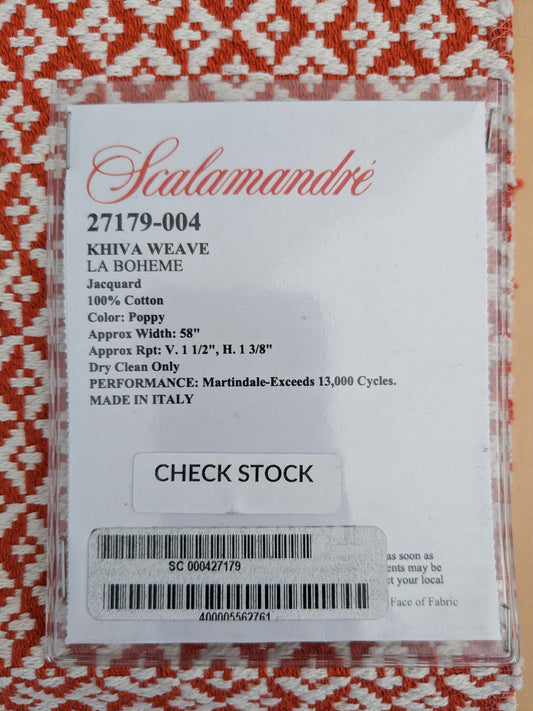 Scalamandré
27179-004
KHIVA WEAVE
LA BOHEME
Jacquard
100% Cotton
Color: Poppy
Approx Width: 58"
Approx Rpt: V. 1 1/2", H. 1 3/8"
Dry Clean Only
PERFORMANCE: Martindale-Exceeds 13,000 Cycles.
MADE IN ITALY
CHECK STOCK
as soon as
SC 000427179
ents may be
ct your local
400005562761
Face of Fabric